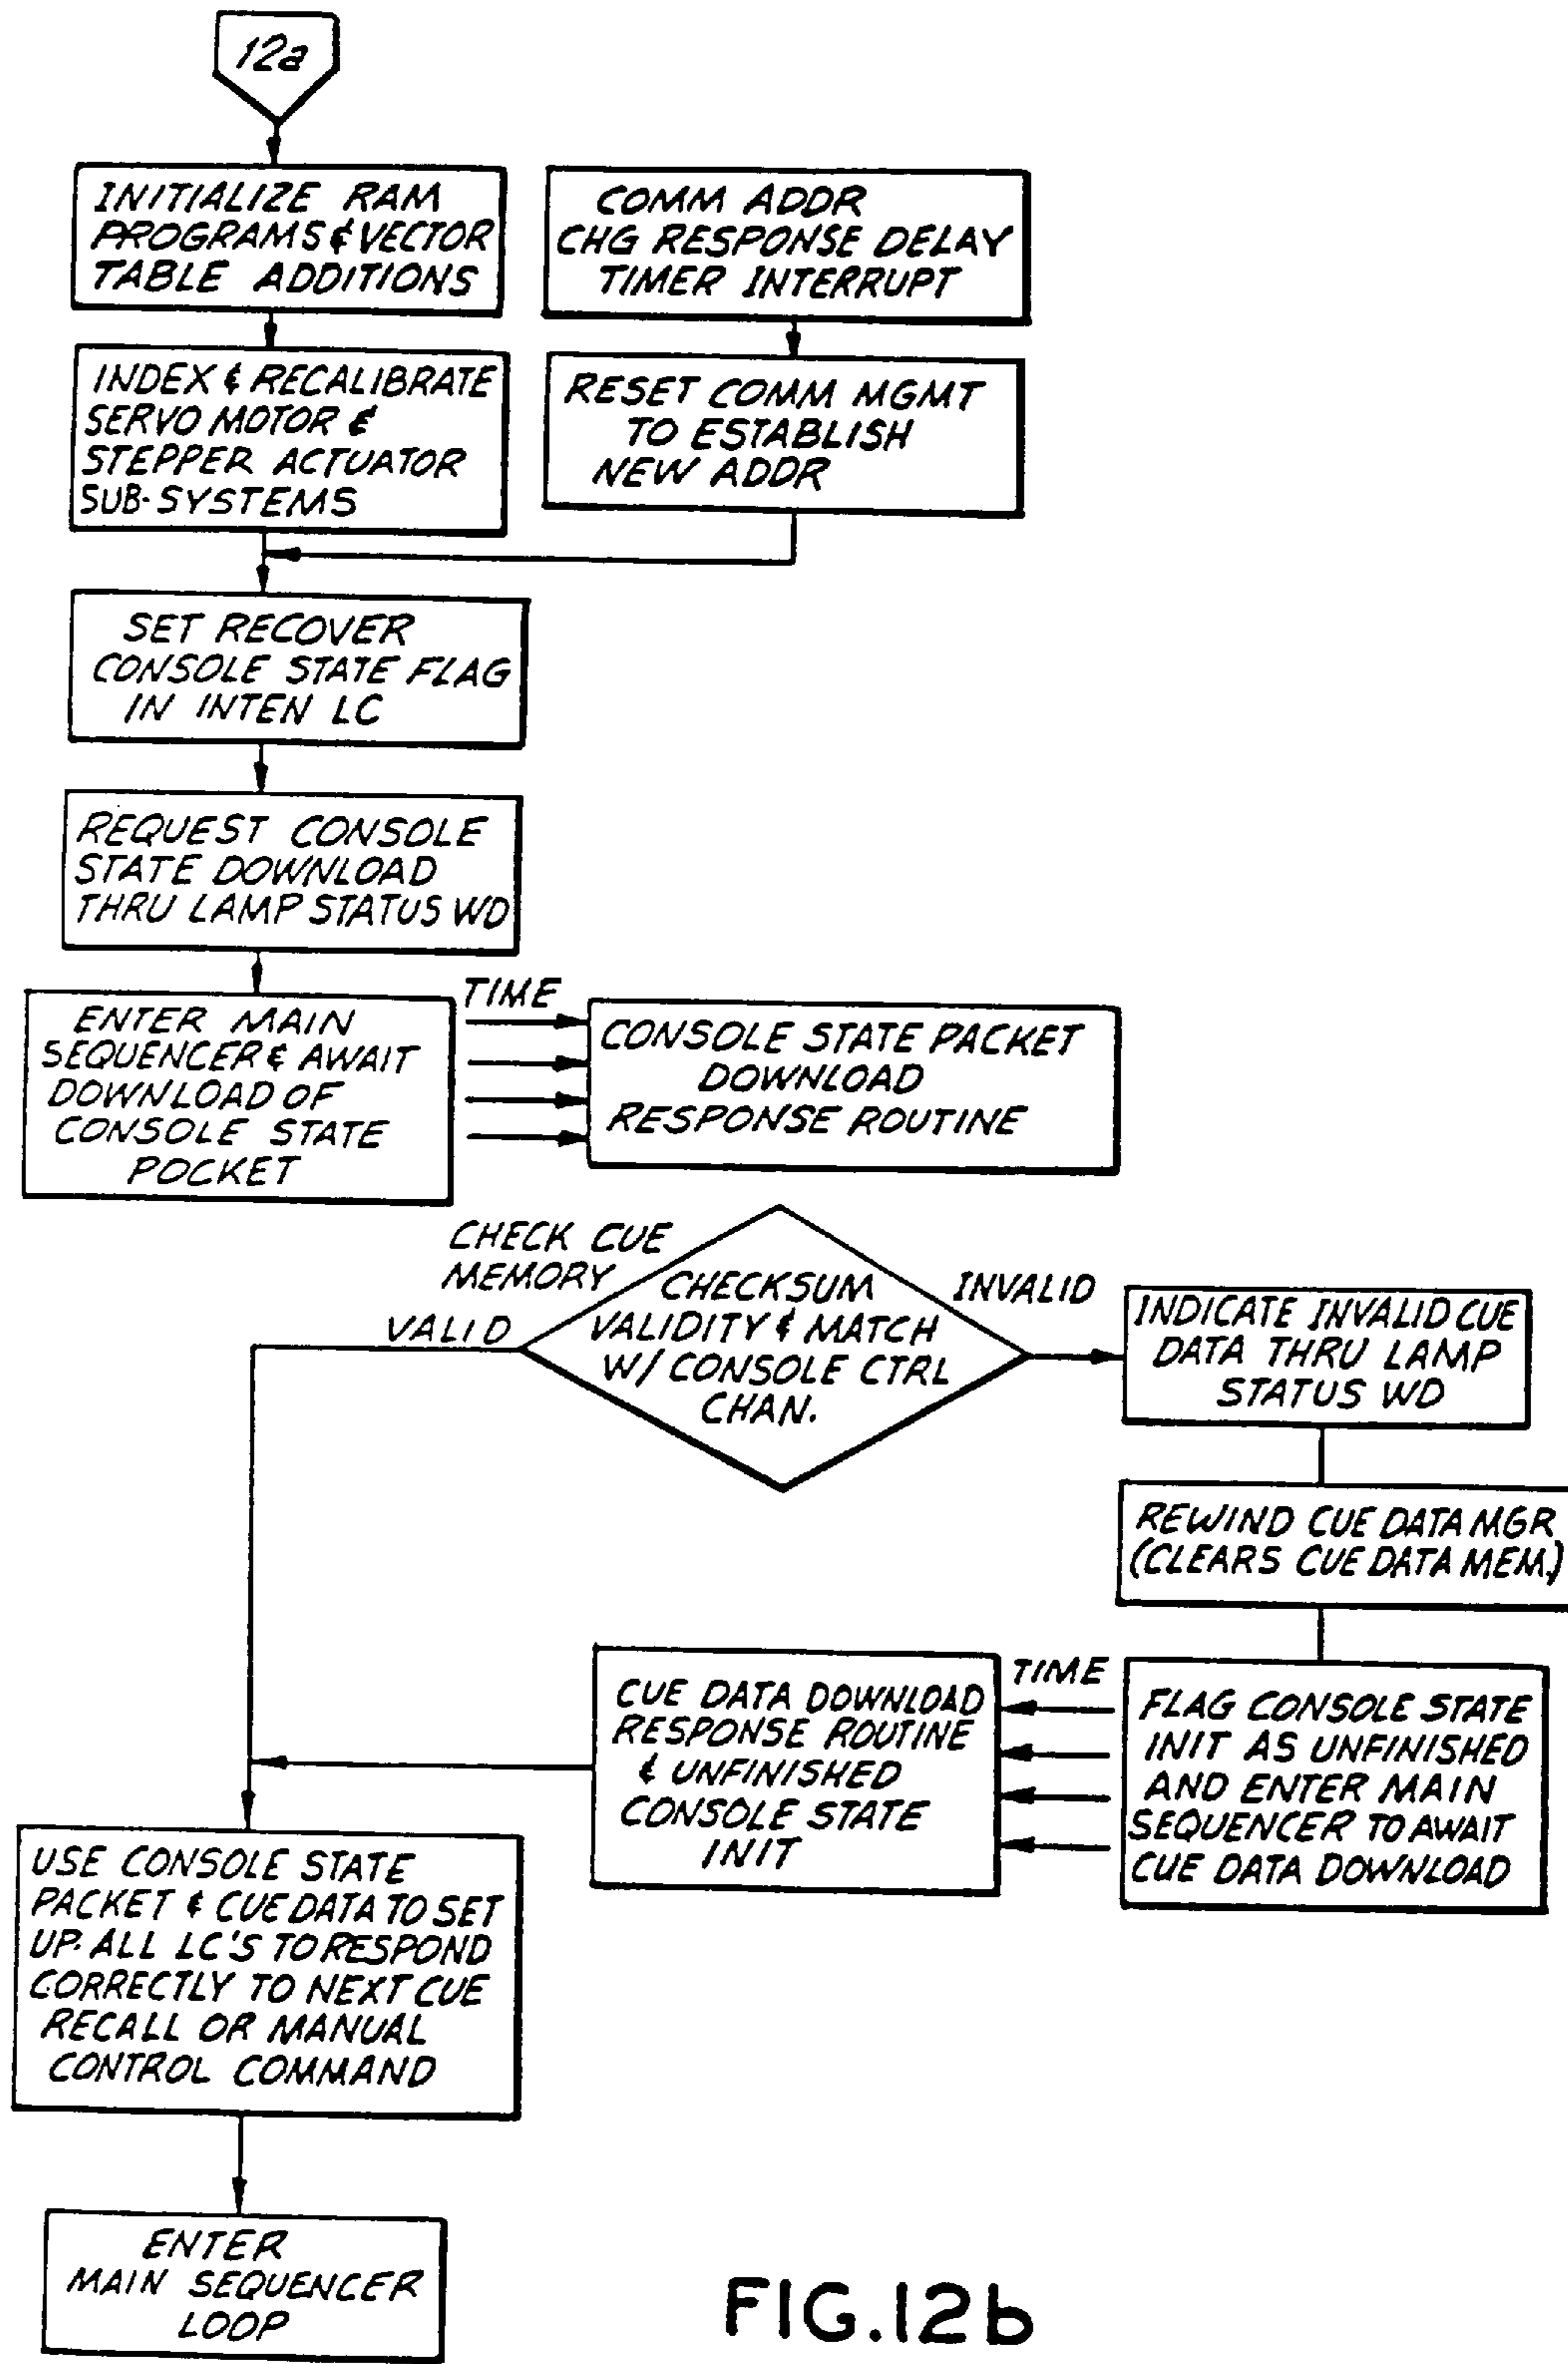 12a
INITIALIZE RAM
PROGRAMS & VECTOR
TABLE ADDITIONS
COMM ADDR
CHG RESPONSE DELAY
TIMER INTERRUPT
INDEX & RECALIBRATE
SERVO MOTOR &
STEPPER ACTUATOR
SUB-SYSTEMS
RESET COMM MGMT
TO ESTABLISH
NEW ADDR
SET RECOVER
CONSOLE STATE FLAG
IN INTEN LC
REQUEST CONSOLE
STATE DOWNLOAD
THRU LAMP STATUS WD
ENTER MAIN
SEQUENCER & AWAIT
DOWNLOAD OF
CONSOLE STATE
POCKET
TIME
CONSOLE STATE PACKET
DOWNLOAD
RESPONSE ROUTINE
CHECK CUE
MEMORY
VALID
CHECKSUM
VALIDITY & MATCH
W/ CONSOLE CTRL
CHAN.
INVALID
INDICATE INVALID CUE
DATA THRU LAMP
STATUS WD
REWIND CUE DATA MGR
(CLEARS CUE DATA MEM.)
FLAG CONSOLE STATE
INIT AS UNFINISHED
AND ENTER MAIN
SEQUENCER TO AWAIT
CUE DATA DOWNLOAD
TIME
CUE DATA DOWNLOAD
RESPONSE ROUTINE
& UNFINISHED
CONSOLE STATE
INIT
USE CONSOLE STATE
PACKET & CUE DATA TO SET
UP. ALL LC'S TO RESPOND
CORRECTLY TO NEXT CUE
RECALL OR MANUAL
CONTROL COMMAND
ENTER
MAIN SEQUENCER
LOOP
FIG.12b